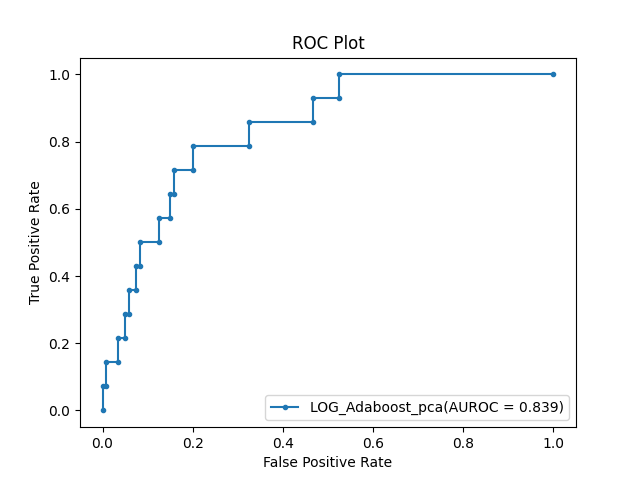 ROC Plot
True Positive Rate
1.0
0.8
0.6
0.4
0.2
0.0
LOG_Adaboost_pca(AUROC = 0.839)
0.0 0.2 0.4 0.6 0.8 1.0
False Positive Rate